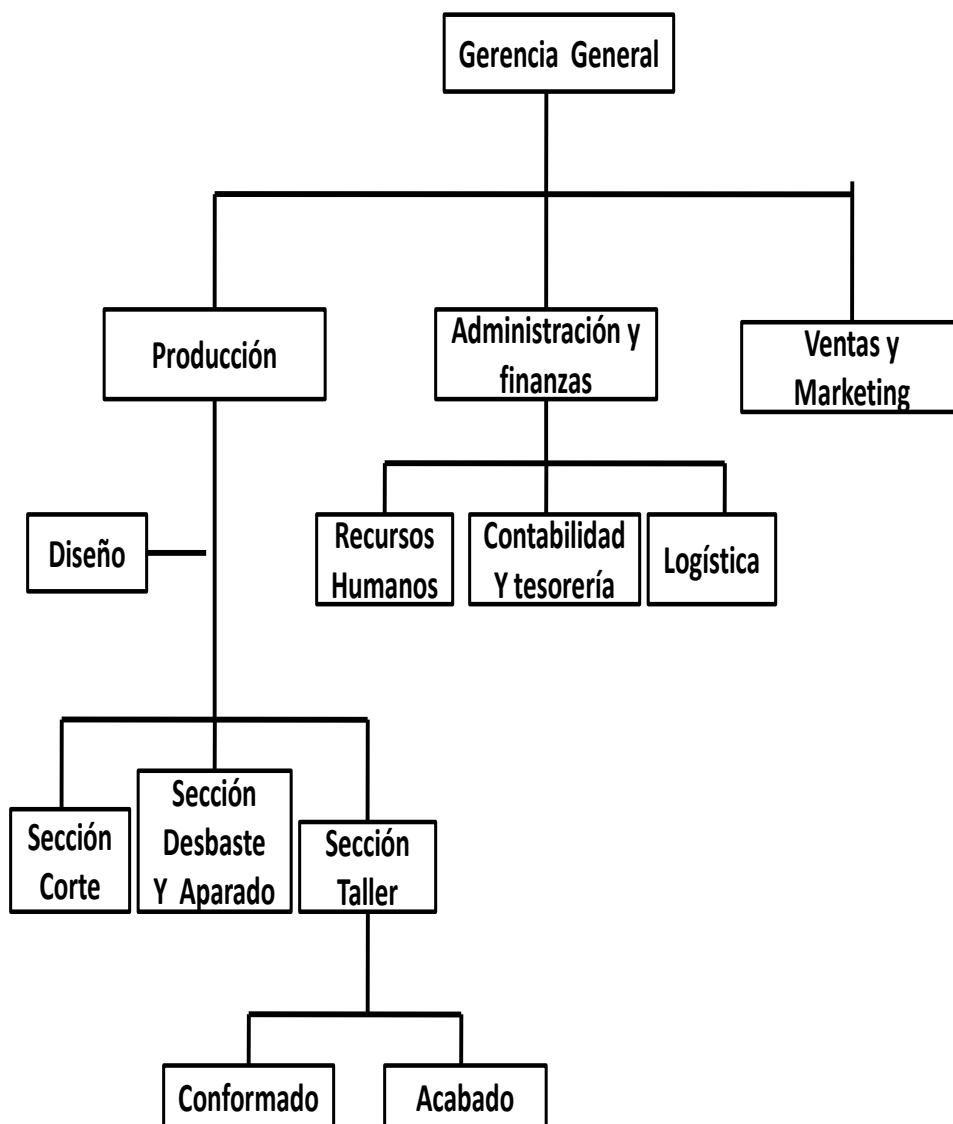 Gerencia General
Producción
Administración y
finanzas
Ventas y
Marketing
Diseño
Recursos
Humanos
Contabilidad
Y tesorería
Logística
Sección
Corte
Sección
Desbaste
Y Aparado
Sección
Taller
Conformado
Acabado